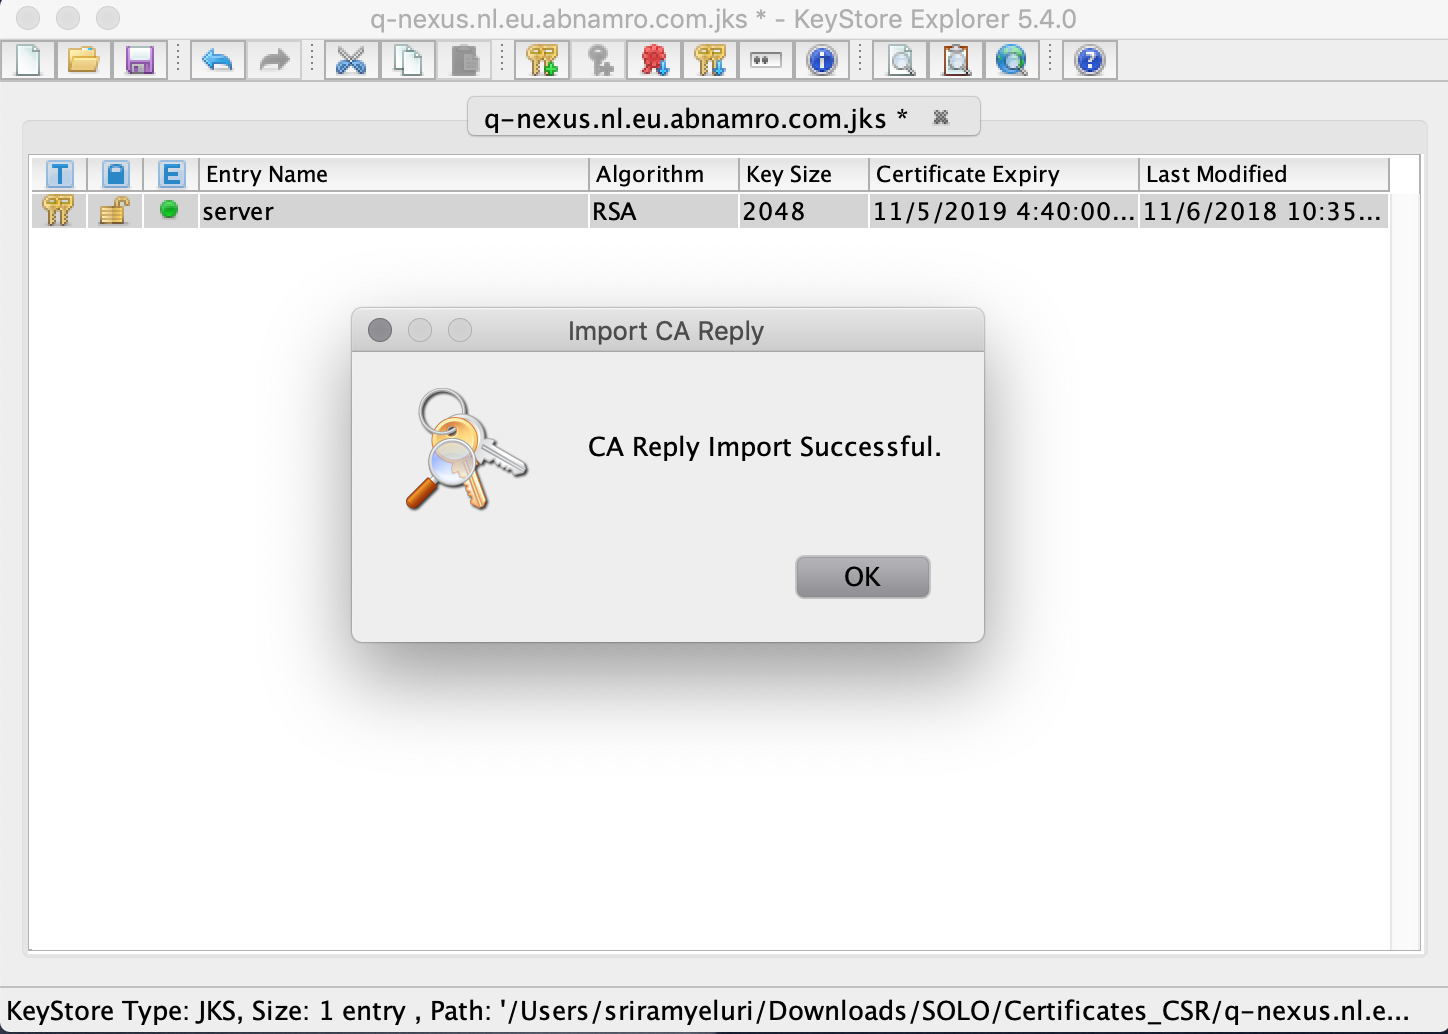 q-nexus.nl.eu.abnamro.com.jks * - KeyStore Explorer 5.4.0
q-nexus.nl.eu.abnamro.com.jks *
T E Entry Name Algorithm Key Size Certificate Expiry Last Modified
server RSA 2048 11/5/2019 4:40:00... 11/6/2018 10:35...
Import CA Reply
CA Reply Import Successful.
OK
KeyStore Type: JKS, Size: 1 entry , Path: '/Users/sriramyeluri/Downloads/SOLO/Certificates_CSR/q-nexus.nl.e...